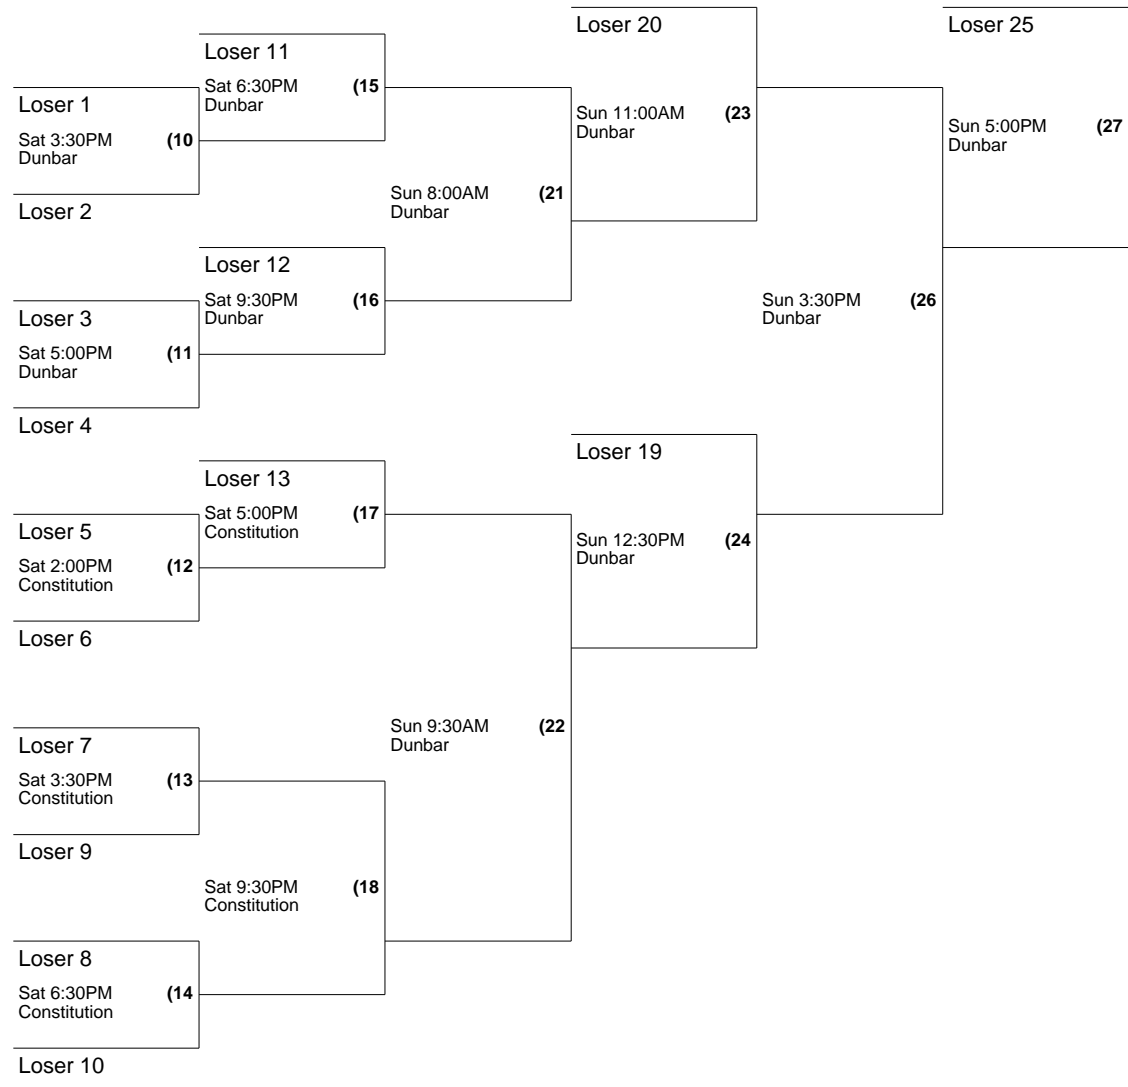 Loser 20
Loser 25
Loser 11
Sat 6:30PM (15
Dunbar
Loser 1
Sat 3:30PM (10
Dunbar
Loser 2
Sun 11:00AM (23
Dunbar
Sun 5:00PM (27
Dunbar
Sun 8:00AM (21
Dunbar
Loser 12
Sat 9:30PM (16
Dunbar
Loser 3
Sat 5:00PM (11
Dunbar
Loser 4
Sun 3:30PM (26
Dunbar
Loser 19
Loser 13
Sat 5:00PM (17
Constitution
Loser 5
Sat 2:00PM (12
Constitution
Loser 6
Sun 12:30PM (24
Dunbar
Sun 9:30AM (22
Dunbar
Loser 7
Sat 3:30PM (13
Constitution
Loser 9
Sat 9:30PM (18
Constitution
Loser 8
Sat 6:30PM (14
Constitution
Loser 10